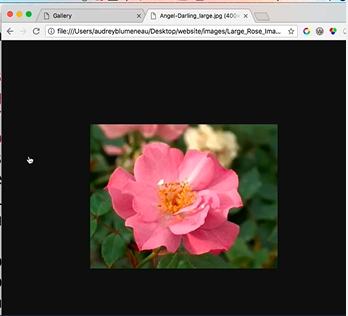 Gallery
Angel-Darling_large.jpg (400×
file:///Users/audreyblumeneau/Desktop/website/images/Large_Rose_Ima...